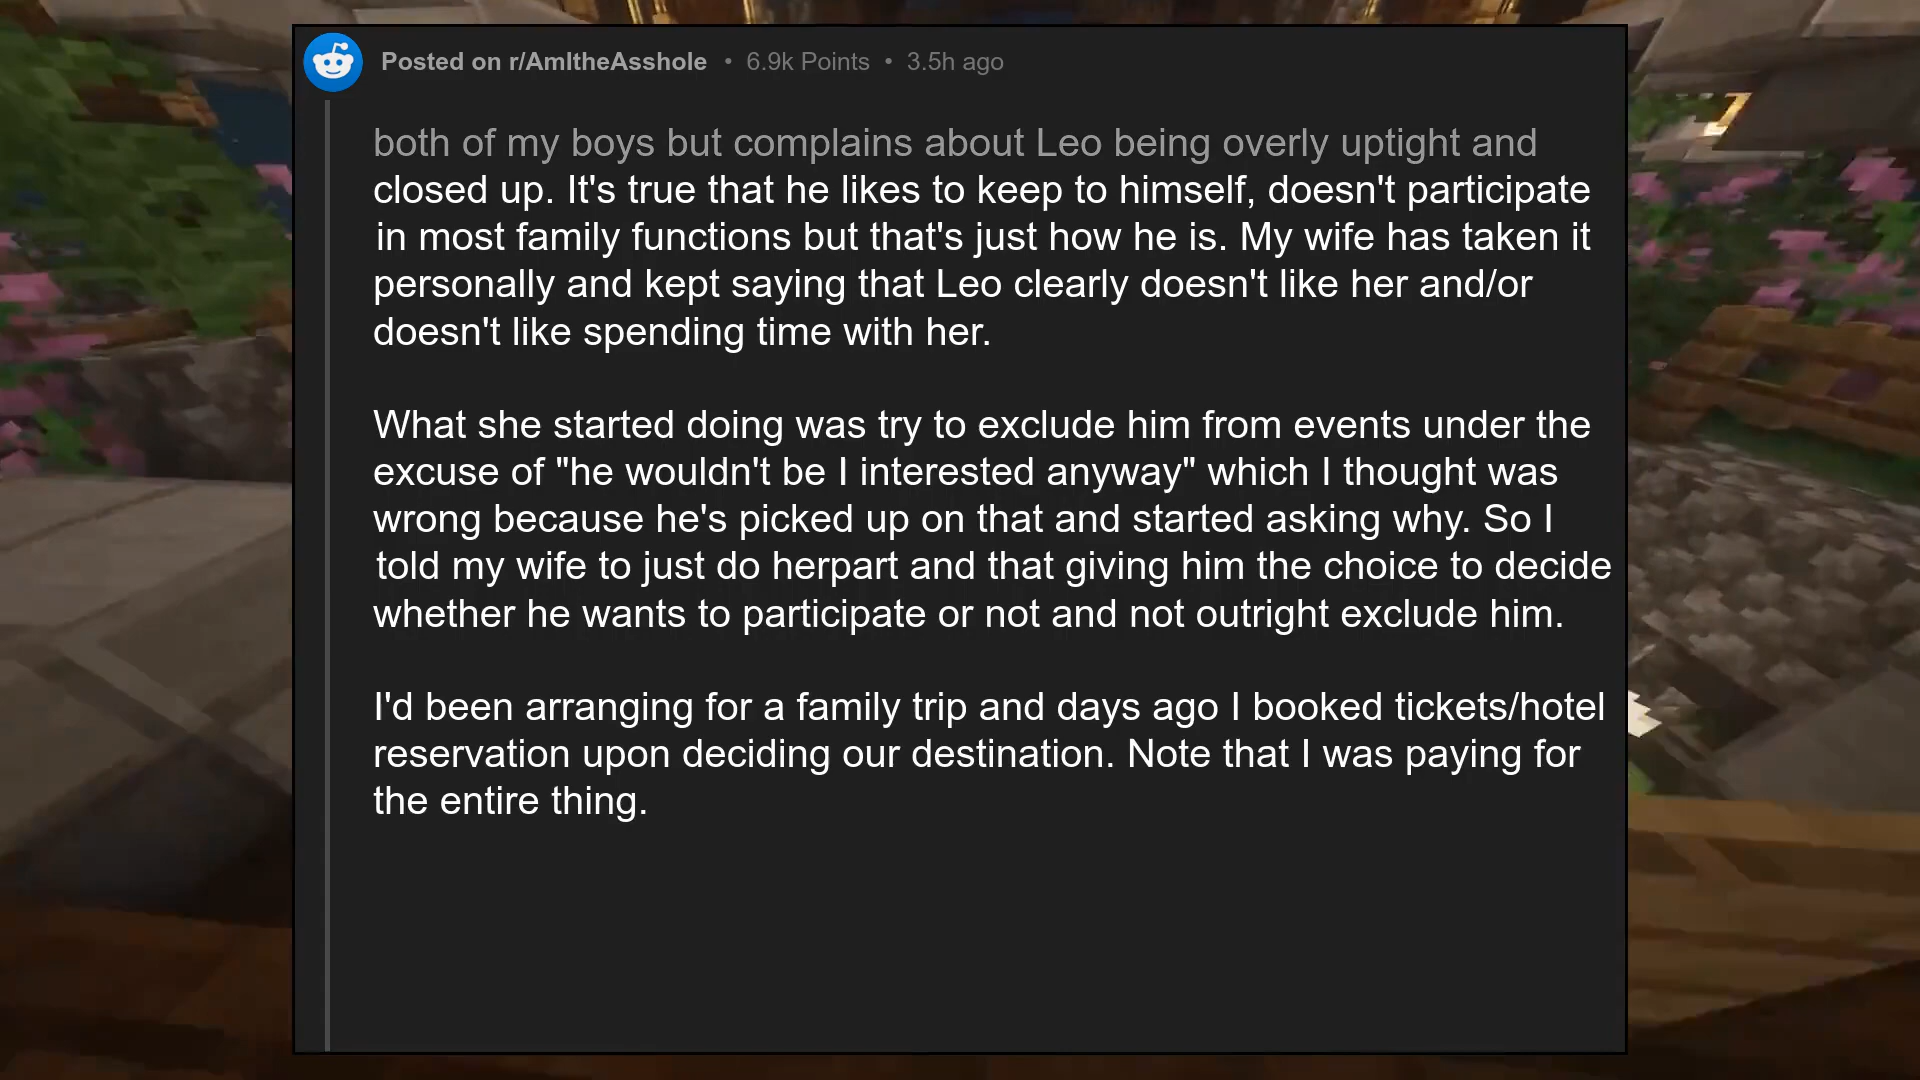 Posted on r/AmItheAsshole • 6.9k Points • 3.5h ago
both of my boys but complains about Leo being overly uptight and
closed up. It's true that he likes to keep to himself, doesn't participate
in most family functions but that's just how he is. My wife has taken it
personally and kept saying that Leo clearly doesn't like her and/or
doesn't like spending time with her.
What she started doing was try to exclude him from events under the
excuse of "he wouldn't be I interested anyway" which I thought was
wrong because he's picked up on that and started asking why. So I
told my wife to just do herpart and that giving him the choice to decide
whether he wants to participate or not and not outright exclude him.
I'd been arranging for a family trip and days ago I booked tickets/hotel
reservation upon deciding our destination. Note that I was paying for
the entire thing.